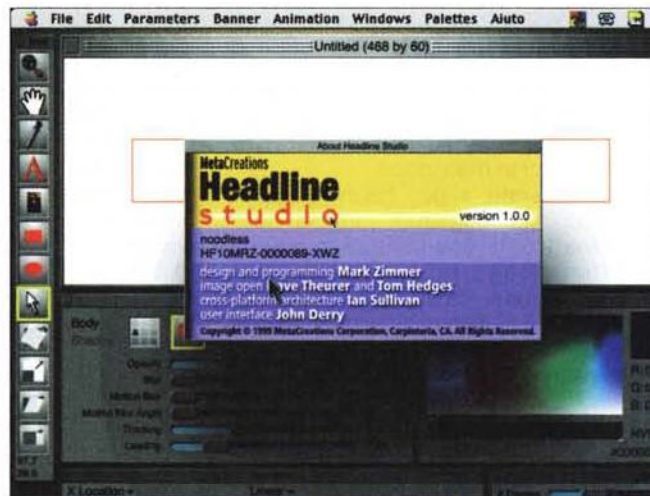 File Edit Parameters Banner Animation Windows Palettes Aiuto
Untitled (468 by 60)
About Headline Studio
MetaCreations
Headline
studio
version 1.0.0
noodless
HF10MRZ-0000089-XWZ
design and programming Mark Zimmer
image open Dave Theurer and Tom Hedges
cross-platform architecture Ian Sullivan
user interface John Derry
Copyright © 1999 MetaCreations Corporation, Carpinteria, CA. All Rights Reserved.
Body
Shading
Opacity
Blur
Motion Blur
Motion Blur Angle
Tracking
Leading
X Location
Linear